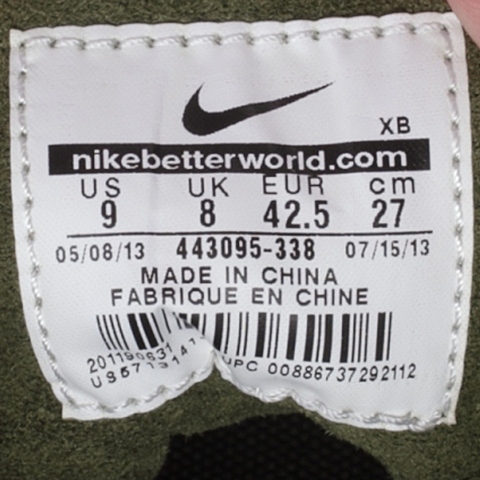 XB
nikebetterworld.com
US UK EUR cm
9 8 42.5 27
05/08/13 443095-338 07/15/13
MADE IN CHINA
FABRIQUE EN CHINE
UPC 00886737292112